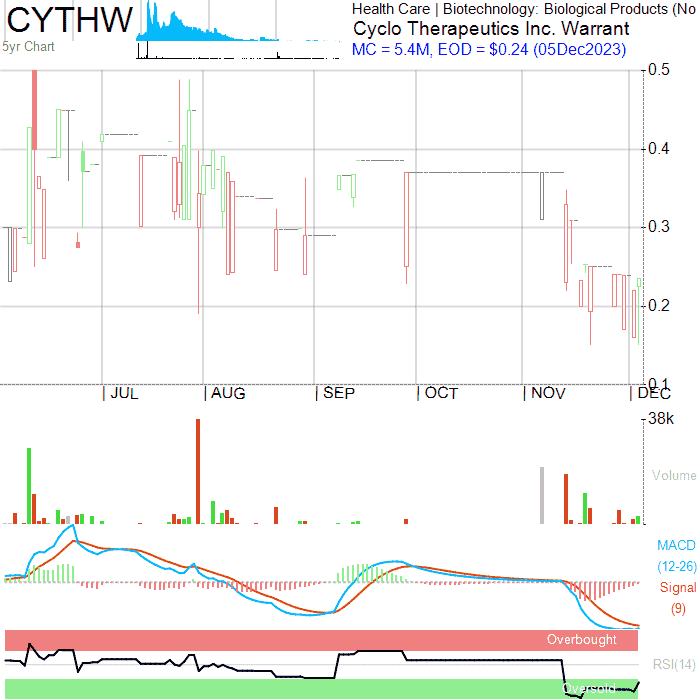 CYTHW
5yr Chart
Health Care | Biotechnology: Biological Products (No
Cyclo Therapeutics Inc. Warrant
MC = 5.4M, EOD = $0.24 (05Dec2023)
0.5
0.4
0.3
0.2
0.1
| JUL | AUG | SEP | OCT | NOV | DEC
38k
Volume
MACD
(12-26)
Signal
(9)
Overbought
RSI(14)
Oversold